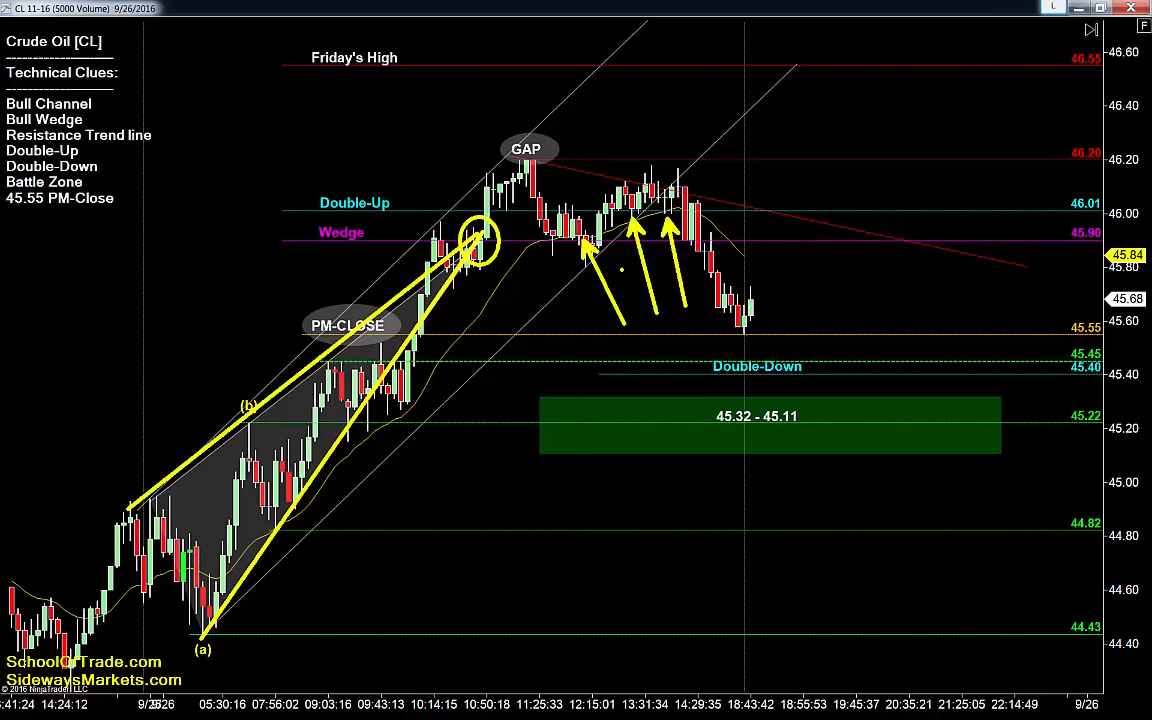 CL 11-16 (5000 Volume) 9/26/2016
L
F
Crude Oil [CL]
Technical Clues:
Bull Channel
Bull Wedge
Resistance Trend line
Double-Up
Double-Down
Battle Zone
45.55 PM-Close
Friday's High
46.55
GAP
46.20
Double-Up
46.01
Wedge
45.90
PM-CLOSE
45.55
45.45
Double-Down
45.40
(b)
45.32 - 45.11
45.22
44.82
44.43
(a)
46.60
46.40
46.20
46.00
45.84
45.80
45.68
45.60
45.40
45.20
45.00
44.80
44.60
44.40
SchoolOfTrade.com
SidewaysMarkets.com
© 2016 NinjaTrader, LLC
14:24:12 05:30:16 07:56:02 09:03:16 09:43:13 10:14:15 10:50:18 11:25:33 12:15:01 13:31:34 14:29:35 18:43:42 18:55:53 19:45:37 20:35:21 21:25:05 22:14:49 9/26